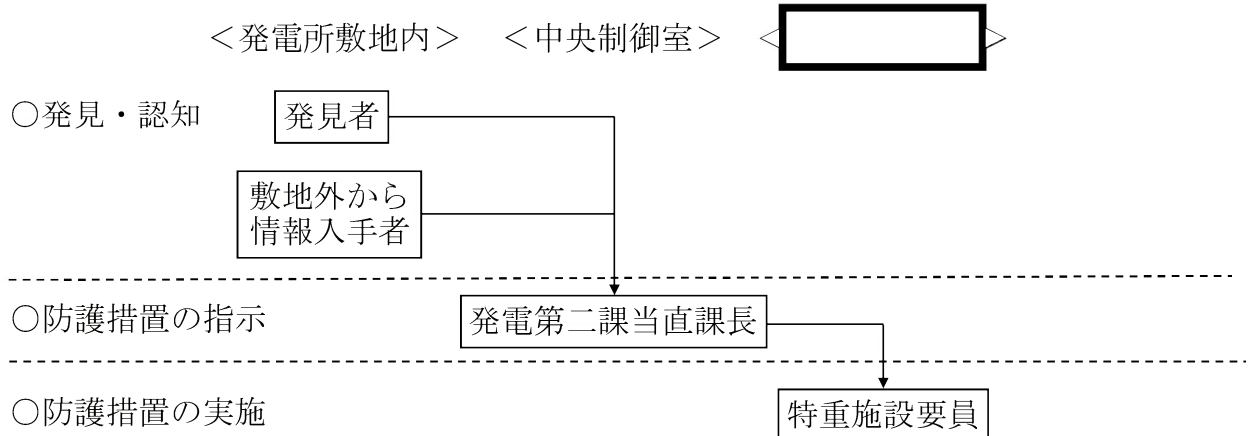 ＜発電所敷地内＞ ＜中央制御室＞ ＜ ＞
○発見・認知 発見者
敷地外から
情報入手者
○防護措置の指示 発電第二課当直課長
○防護措置の実施 特重施設要員